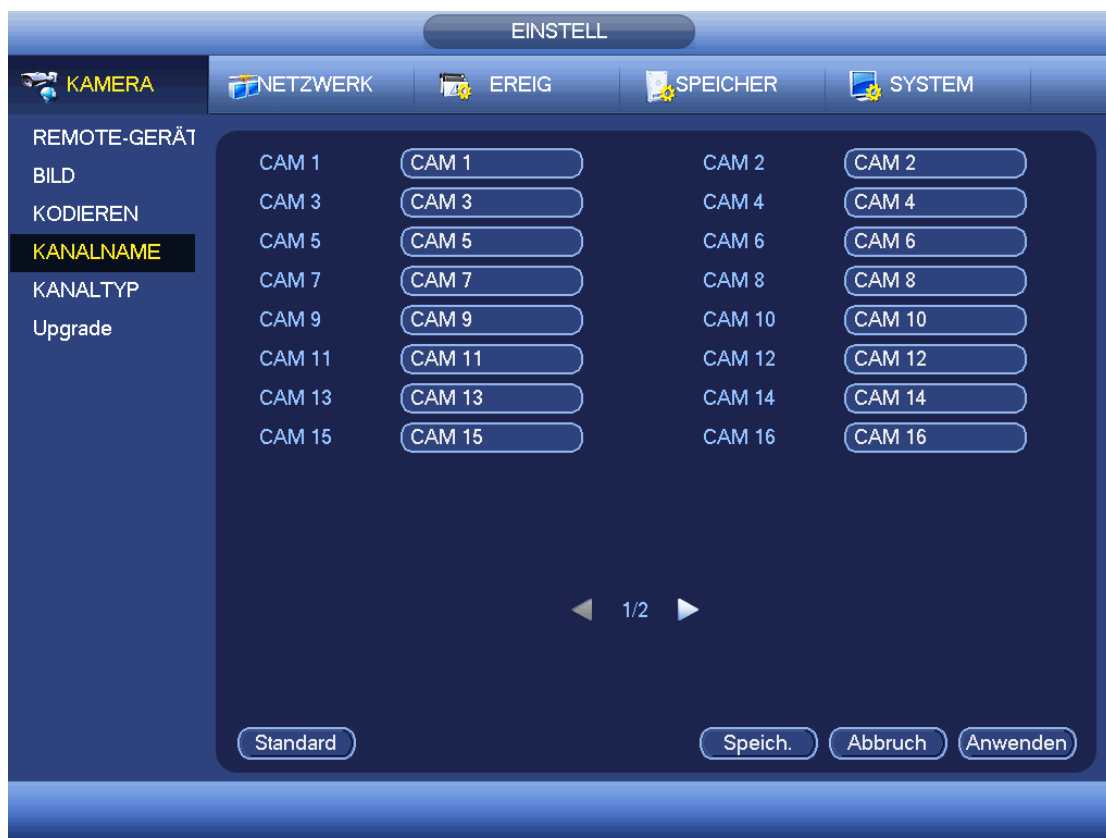 EINSTELL
KAMERA NETZWERK EREIG SPEICHER SYSTEM
REMOTE-GERÄT
BILD
KODIEREN
KANALNAME
KANALTYP
Upgrade
CAM 1 CAM 1 CAM 2 CAM 2
CAM 3 CAM 3 CAM 4 CAM 4
CAM 5 CAM 5 CAM 6 CAM 6
CAM 7 CAM 7 CAM 8 CAM 8
CAM 9 CAM 9 CAM 10 CAM 10
CAM 11 CAM 11 CAM 12 CAM 12
CAM 13 CAM 13 CAM 14 CAM 14
CAM 15 CAM 15 CAM 16 CAM 16
1/2
Standard Speich. Abbruch Anwenden